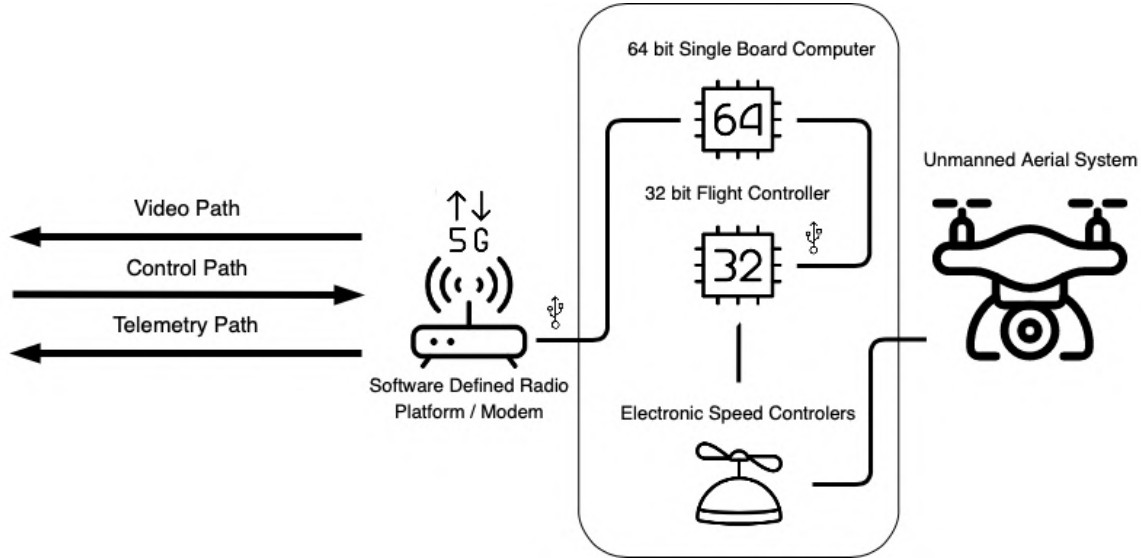 64 bit Single Board Computer
64
Unmanned Aerial System
32 bit Flight Controller
32
Video Path
Control Path
Telemetry Path
5G
Software Defined Radio
Platform / Modem
Electronic Speed Controlers